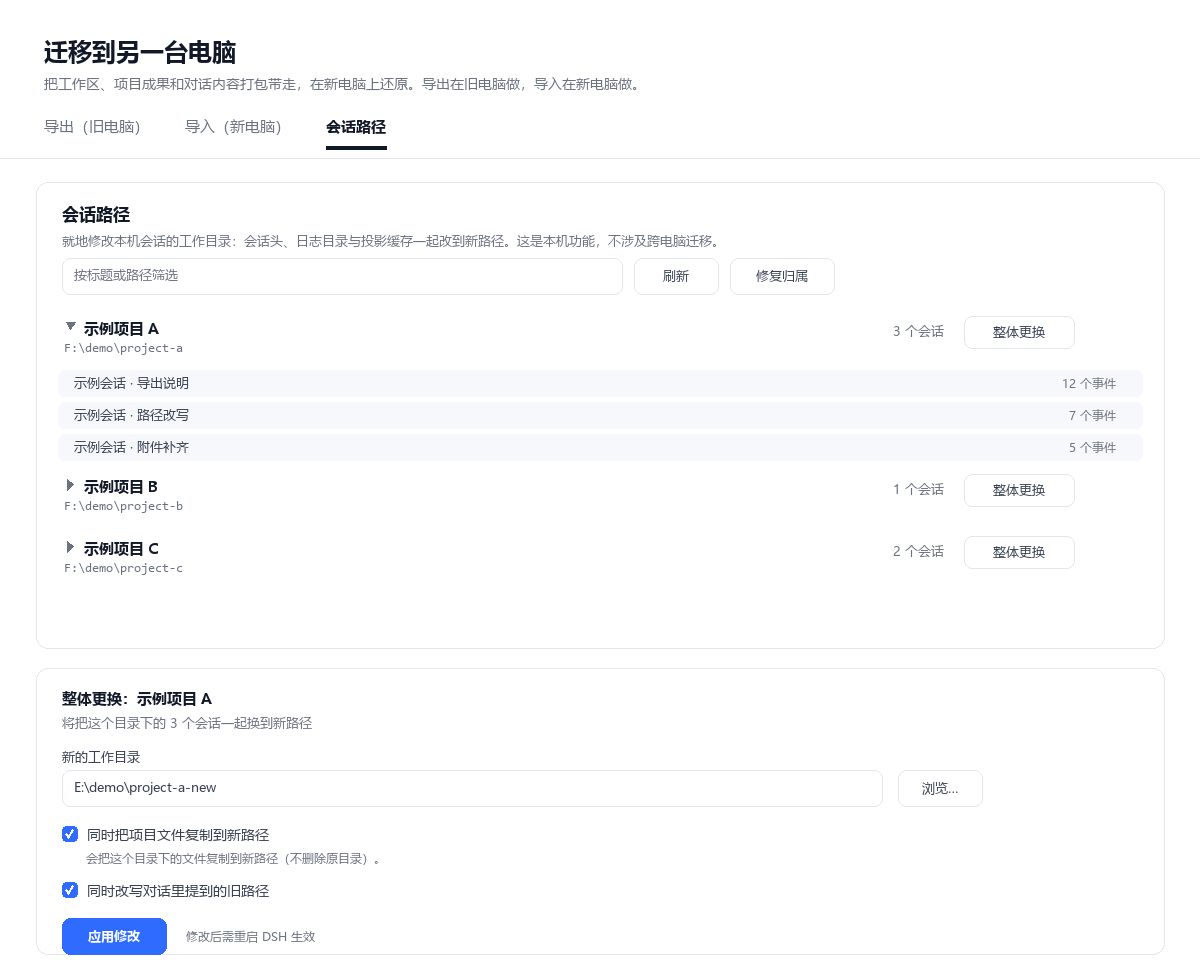 迁移到另一台电脑
把工作区、项目成果和对话内容打包带走，在新电脑上还原。导出在旧电脑做，导入在新电脑做。
导出（旧电脑） 导入（新电脑） 会话路径
会话路径
就地修改本机会话的工作目录：会话头、日志目录与投影缓存一起改到新路径。这是本机功能，不涉及跨电脑迁移。
按标题或路径筛选 刷新 修复归属
示例项目 A 3 个会话 整体更换
F:\demo\project-a
示例会话 · 导出说明 12 个事件
示例会话 · 路径改写 7 个事件
示例会话 · 附件补齐 5 个事件
示例项目 B 1 个会话 整体更换
F:\demo\project-b
示例项目 C 2 个会话 整体更换
F:\demo\project-c
整体更换：示例项目 A
将把这个目录下的 3 个会话一起换到新路径
新的工作目录
E:\demo\project-a-new 浏览...
同时把项目文件复制到新路径
会把这个目录下的文件复制到新路径（不删除原目录）。
同时改写对话里提到的旧路径
应用修改 修改后需重启 DSH 生效